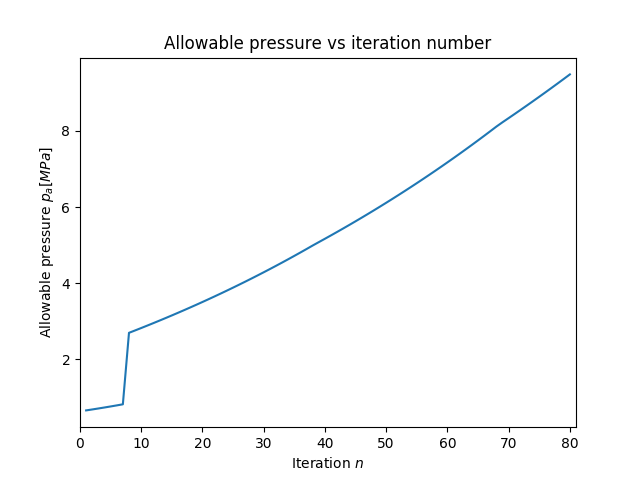 Allowable pressure vs iteration number
Allowable pressure pₐ[MPa]
8
6
4
2
0 10 20 30 40 50 60 70 80
Iteration n